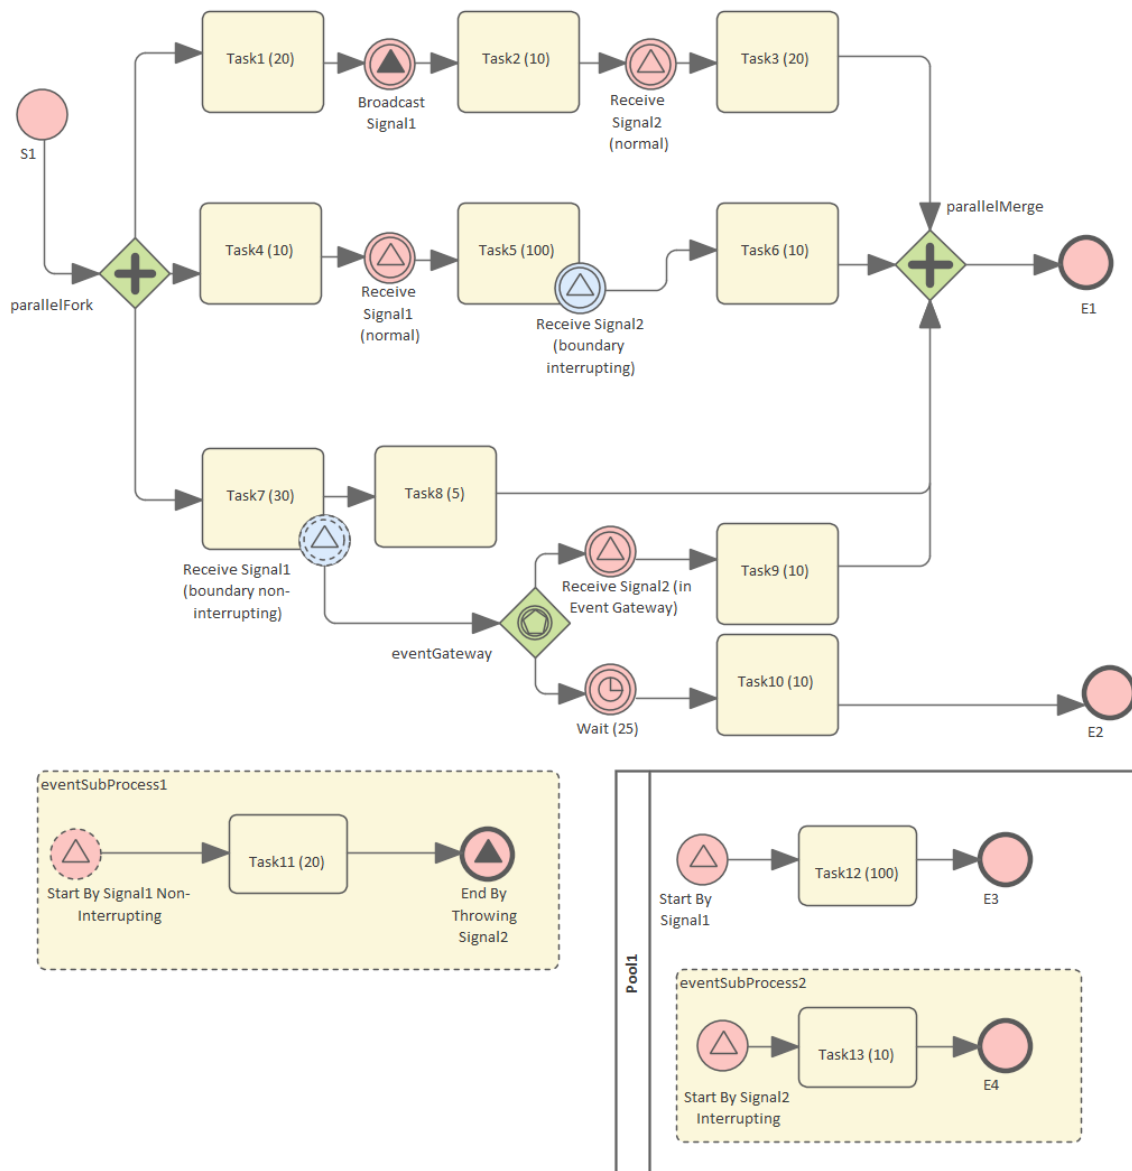 Task1 (20)
Broadcast
Signal1
Task2 (10)
Receive
Signal2
(normal)
Task3 (20)
S1
parallelFork
Task4 (10)
Receive
Signal1
(normal)
Task5 (100)
Receive Signal2
(boundary
interrupting)
Task6 (10)
parallelMerge
E1
Task7 (30)
Receive Signal1
(boundary non-
interrupting)
Task8 (5)
eventGateway
Receive Signal2 (in
Event Gateway)
Task9 (10)
Wait (25)
Task10 (10)
E2
eventSubProcess1
Start By Signal1 Non-
Interrupting
Task11 (20)
End By
Throwing
Signal2
Pool1
Start By
Signal1
Task12 (100)
E3
eventSubProcess2
Start By Signal2
Interrupting
Task13 (10)
E4